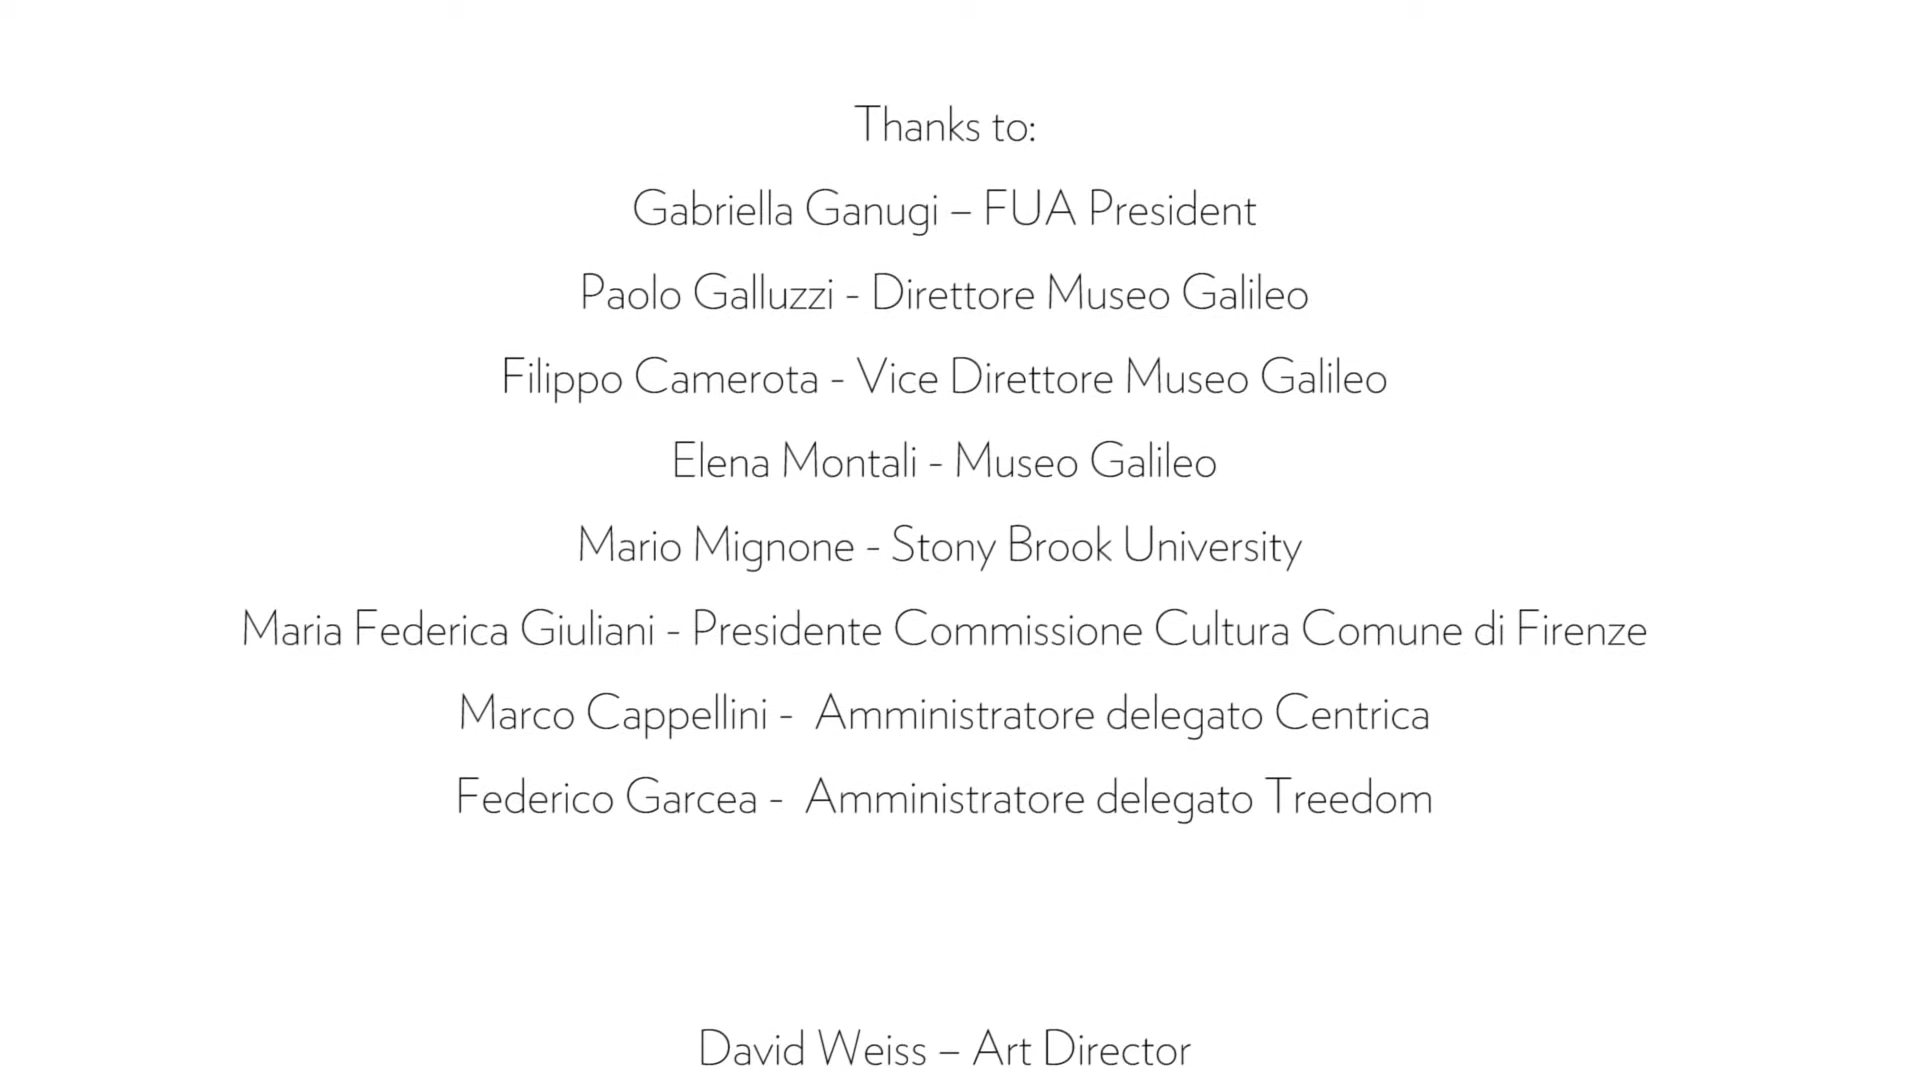 Thanks to:
Gabriella Ganugi – FUA President
Paolo Galluzzi - Direttore Museo Galileo
Filippo Camerota - Vice Direttore Museo Galileo
Elena Montali - Museo Galileo
Mario Mignone - Stony Brook University
Maria Federica Giuliani - Presidente Commissione Cultura Comune di Firenze
Marco Cappellini -  Amministratore delegato Centrica
Federico Garcea -  Amministratore delegato Treedom
David Weiss – Art Director